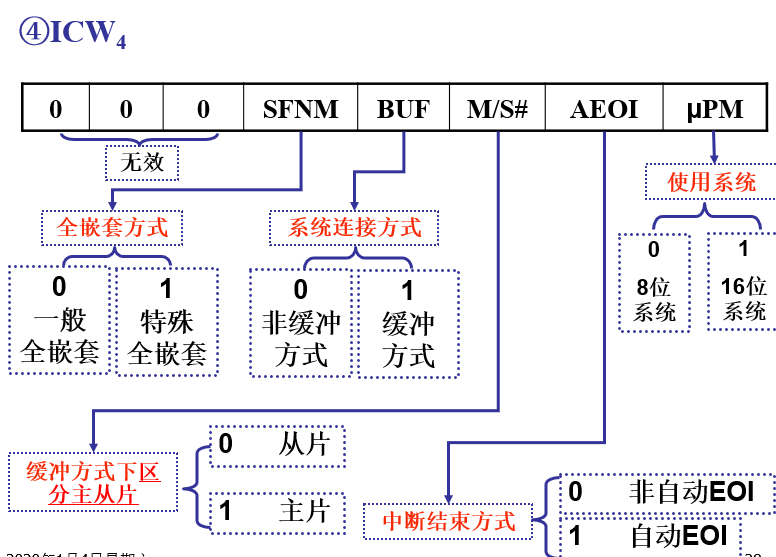 ④ICW4
0 0 0 SFNM BUF M/S# AEOI μPM
无效
使用系统
全嵌套方式
系统连接方式
0
8位
系统
1
16位
系统
0
一般
全嵌套
1
特殊
全嵌套
0
非缓冲
方式
1
缓冲
方式
缓冲方式下区
分主从片
0 从片
1 主片
中断结束方式
0 非自动EOI
1 自动EOI